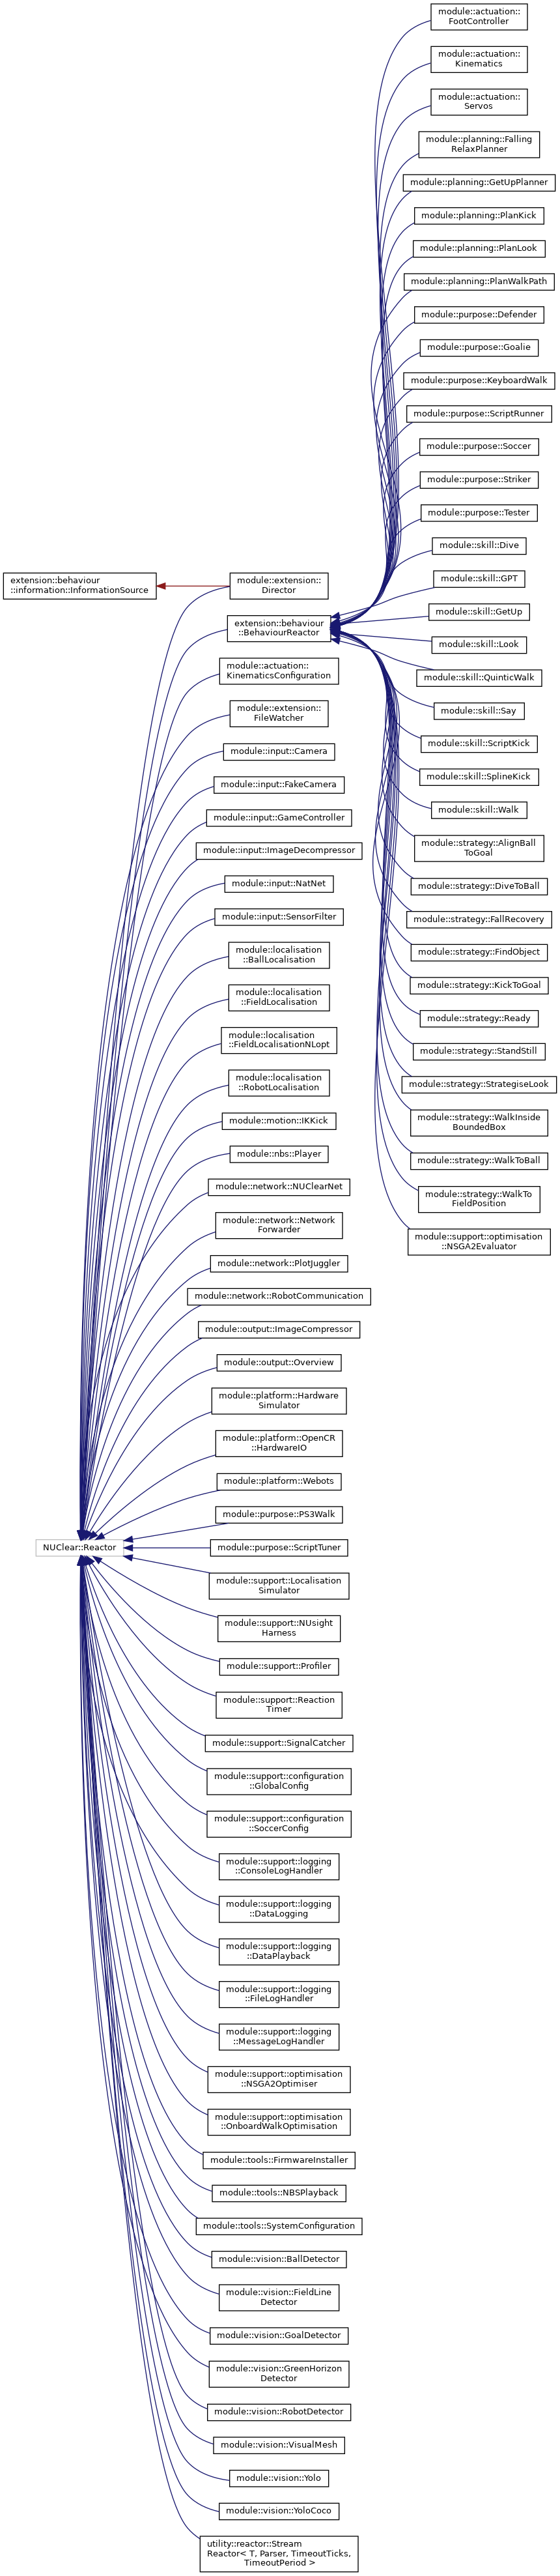 module::actuation::
FootController
module::actuation::
Kinematics
module::actuation::
Servos
module::planning::Falling
RelaxPlanner
module::planning::GetUpPlanner
module::planning::PlanKick
module::planning::PlanLook
module::planning::PlanWalkPath
module::purpose::Defender
module::purpose::Goalie
module::purpose::KeyboardWalk
module::purpose::ScriptRunner
module::purpose::Soccer
module::purpose::Striker
module::purpose::Tester
module::skill::Dive
module::skill::GPT
module::skill::GetUp
module::skill::Look
module::skill::QuinticWalk
module::skill::Say
module::skill::ScriptKick
module::skill::SplineKick
module::skill::Walk
module::strategy::AlignBall
ToGoal
module::strategy::DiveToBall
module::strategy::FallRecovery
module::strategy::FindObject
module::strategy::KickToGoal
module::strategy::Ready
module::strategy::StandStill
module::strategy::StrategiseLook
module::strategy::WalkInside
BoundedBox
module::strategy::WalkToBall
module::strategy::WalkTo
FieldPosition
module::support::optimisation
::NSGA2Evaluator
extension::behaviour
::information::InformationSource
module::extension::
Director
extension::behaviour
::BehaviourReactor
module::actuation::
KinematicsConfiguration
module::extension::
FileWatcher
module::input::Camera
module::input::FakeCamera
module::input::GameController
module::input::ImageDecompressor
module::input::NatNet
module::input::SensorFilter
module::localisation
::BallLocalisation
module::localisation
::FieldLocalisation
module::localisation
::FieldLocalisationNLopt
module::localisation
::RobotLocalisation
module::motion::IKKick
module::nbs::Player
module::network::NUClearNet
module::network::Network
Forwarder
module::network::PlotJuggler
module::network::RobotCommunication
module::output::ImageCompressor
module::output::Overview
module::platform::Hardware
Simulator
module::platform::OpenCR
::HardwareIO
module::platform::Webots
module::purpose::PS3Walk
NUClear::Reactor
module::purpose::ScriptTuner
module::support::Localisation
Simulator
module::support::NUsight
Harness
module::support::Profiler
module::support::Reaction
Timer
module::support::SignalCatcher
module::support::configuration
::GlobalConfig
module::support::configuration
::SoccerConfig
module::support::logging
::ConsoleLogHandler
module::support::logging
::DataLogging
module::support::logging
::DataPlayback
module::support::logging
::FileLogHandler
module::support::logging
::MessageLogHandler
module::support::optimisation
::NSGA2Optimiser
module::support::optimisation
::OnboardWalkOptimisation
module::tools::FirmwareInstaller
module::tools::NBSPlayback
module::tools::SystemConfiguration
module::vision::BallDetector
module::vision::FieldLine
Detector
module::vision::GoalDetector
module::vision::GreenHorizon
Detector
module::vision::RobotDetector
module::vision::VisualMesh
module::vision::Yolo
module::vision::YoloCoco
utility::reactor::Stream
Reactor< T, Parser, TimeoutTicks,
TimeoutPeriod >